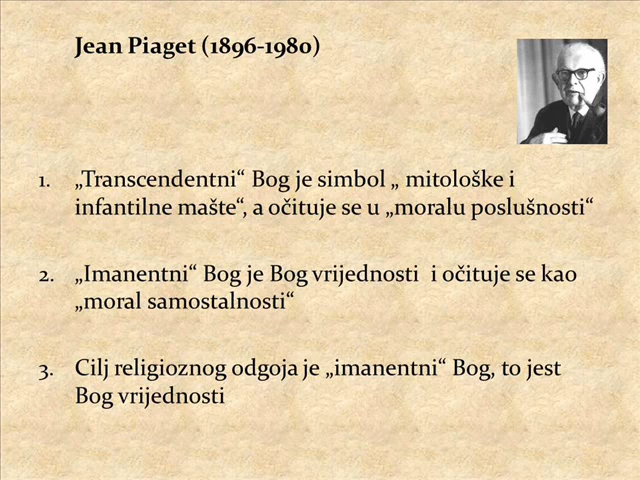 Jean Piaget (1896-1980)
1. „Transcendentni“ Bog je simbol „ mitološke i
infantilne mašte“, a očituje se u „moralu poslušnosti“
2. „Imanentni“ Bog je Bog vrijednosti  i očituje se kao
„moral samostalnosti“
3. Cilj religioznog odgoja je „imanentni“ Bog, to jest
Bog vrijednosti